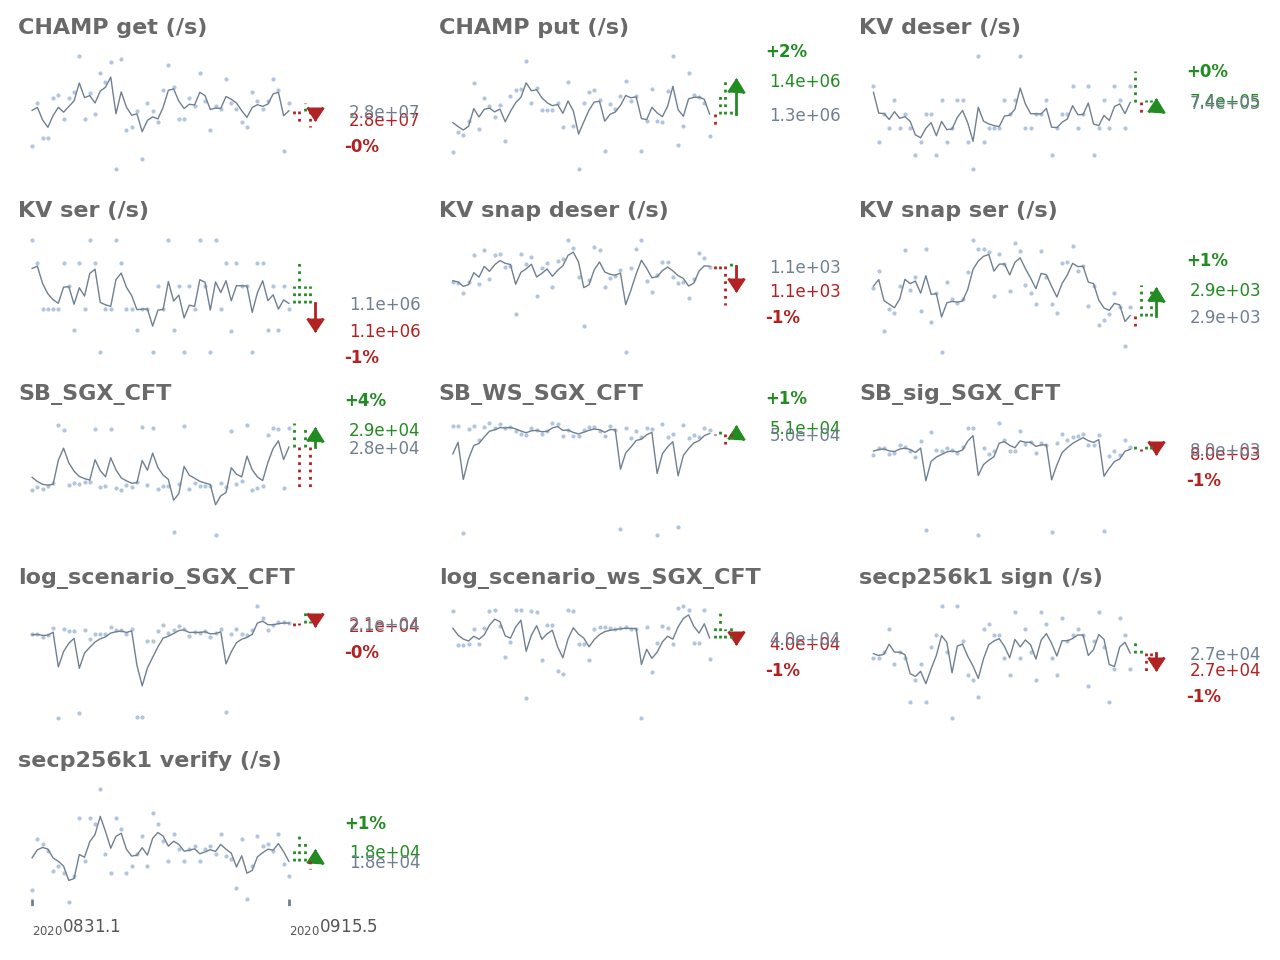 CHAMP get (/s)
2.8e+07
2.8e+07
-0%
CHAMP put (/s)
+2%
1.4e+06
1.3e+06
KV deser (/s)
+0%
7.4e+05
7.4e+05
KV ser (/s)
1.1e+06
1.1e+06
-1%
KV snap deser (/s)
1.1e+03
1.1e+03
-1%
KV snap ser (/s)
+1%
2.9e+03
2.9e+03
SB_SGX_CFT
+4%
2.9e+04
2.8e+04
SB_WS_SGX_CFT
+1%
5.1e+04
5.0e+04
SB_sig_SGX_CFT
8.0e+03
8.0e+03
-1%
log_scenario_SGX_CFT
2.1e+04
2.1e+04
-0%
log_scenario_ws_SGX_CFT
4.0e+04
4.0e+04
-1%
secp256k1 sign (/s)
2.7e+04
2.7e+04
-1%
secp256k1 verify (/s)
+1%
1.8e+04
1.8e+04
20200831.1
20200915.5